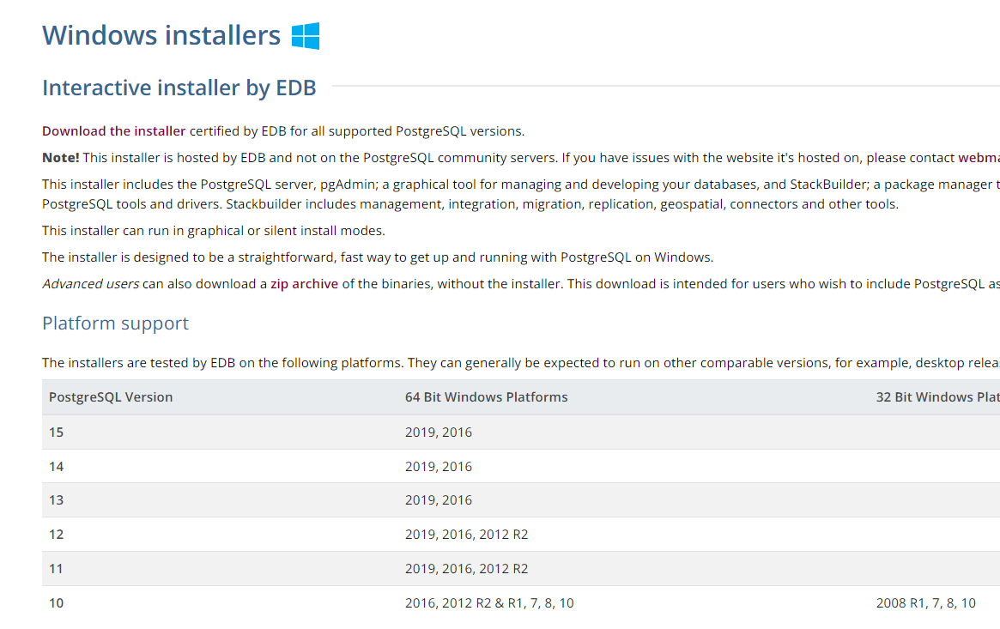 Windows installers
Interactive installer by EDB
Download the installer certified by EDB for all supported PostgreSQL versions.
Note! This installer is hosted by EDB and not on the PostgreSQL community servers. If you have issues with the website it's hosted on, please contact
This installer includes the PostgreSQL server, pgAdmin; a graphical tool for managing and developing your databases, and StackBuilder; a package manager
PostgreSQL tools and drivers. Stackbuilder includes management, integration, migration, replication, geospatial, connectors and other tools.
This installer can run in graphical or silent install modes.
The installer is designed to be a straightforward, fast way to get up and running with PostgreSQL on Windows.
Advanced users can also download a zip archive of the binaries, without the installer. This download is intended for users who wish to include PostgreSQL as
Platform support
The installers are tested by EDB on the following platforms. They can generally be expected to run on other comparable versions, for example, desktop
PostgreSQL Version 64 Bit Windows Platforms 32 Bit Windows
15 2019, 2016
14 2019, 2016
13 2019, 2016
12 2019, 2016, 2012 R2
11 2019, 2016, 2012 R2
10 2016, 2012 R2 & R1, 7, 8, 10 2008 R1, 7, 8, 10